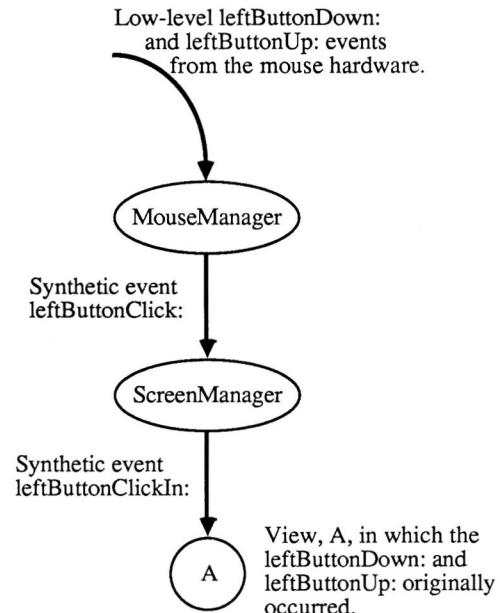 Low-level leftButtonDown:
and leftButtonUp: events
from the mouse hardware.
MouseManager
Synthetic event
leftButtonClick:
ScreenManager
Synthetic event
leftButtonClickIn:
A
View, A, in which the
leftButtonDown: and
leftButtonUp: originally
occurred.